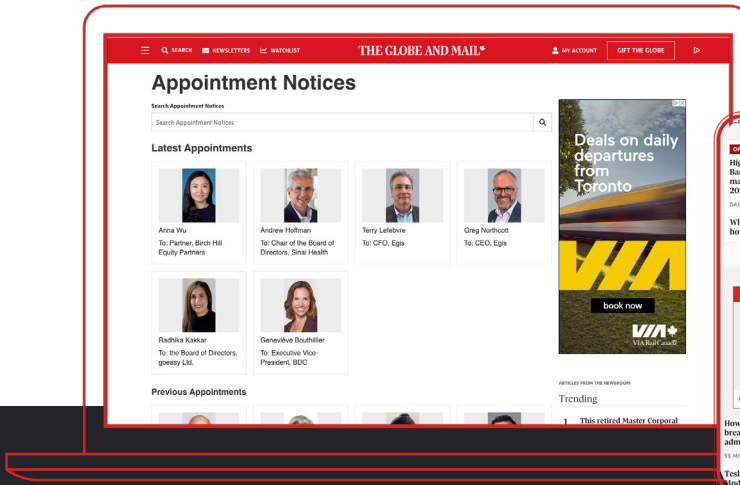 SEARCH
NEWSLETTERS
WATCHLIST
THE GLOBE AND MAIL
MY ACCOUNT
GIFT THE GLOBE
Appointment Notices
Search Appointment Notices
Search Appointment Notices
Latest Appointments
Anna Wu
To: Partner, Birch Hill
Equity Partners
Andrew Hoffman
To: Chair of the Board of
Directors, Sinai Health
Terry Lefebvre
To: CFO, Egis
Greg Northcott
To: CEO, Egis
Radhika Kakkar
To: the Board of Directors,
goeasy Ltd.
Geneviève Bouthillier
To: Executive Vice-
President, BDC
Previous Appointments
Deals on daily
departures
from
Toronto
VIA
book now
VIA
VIA Rail Canada
ARTICLES FROM THE NEWSROOM
Trending
1 This retired Master Corporal
How